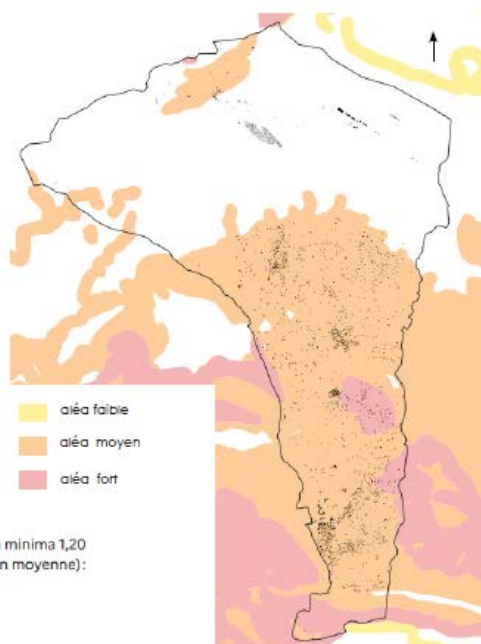 aléa faible
aléa moyen
aléa fort
minima 1,20
n moyenne) :